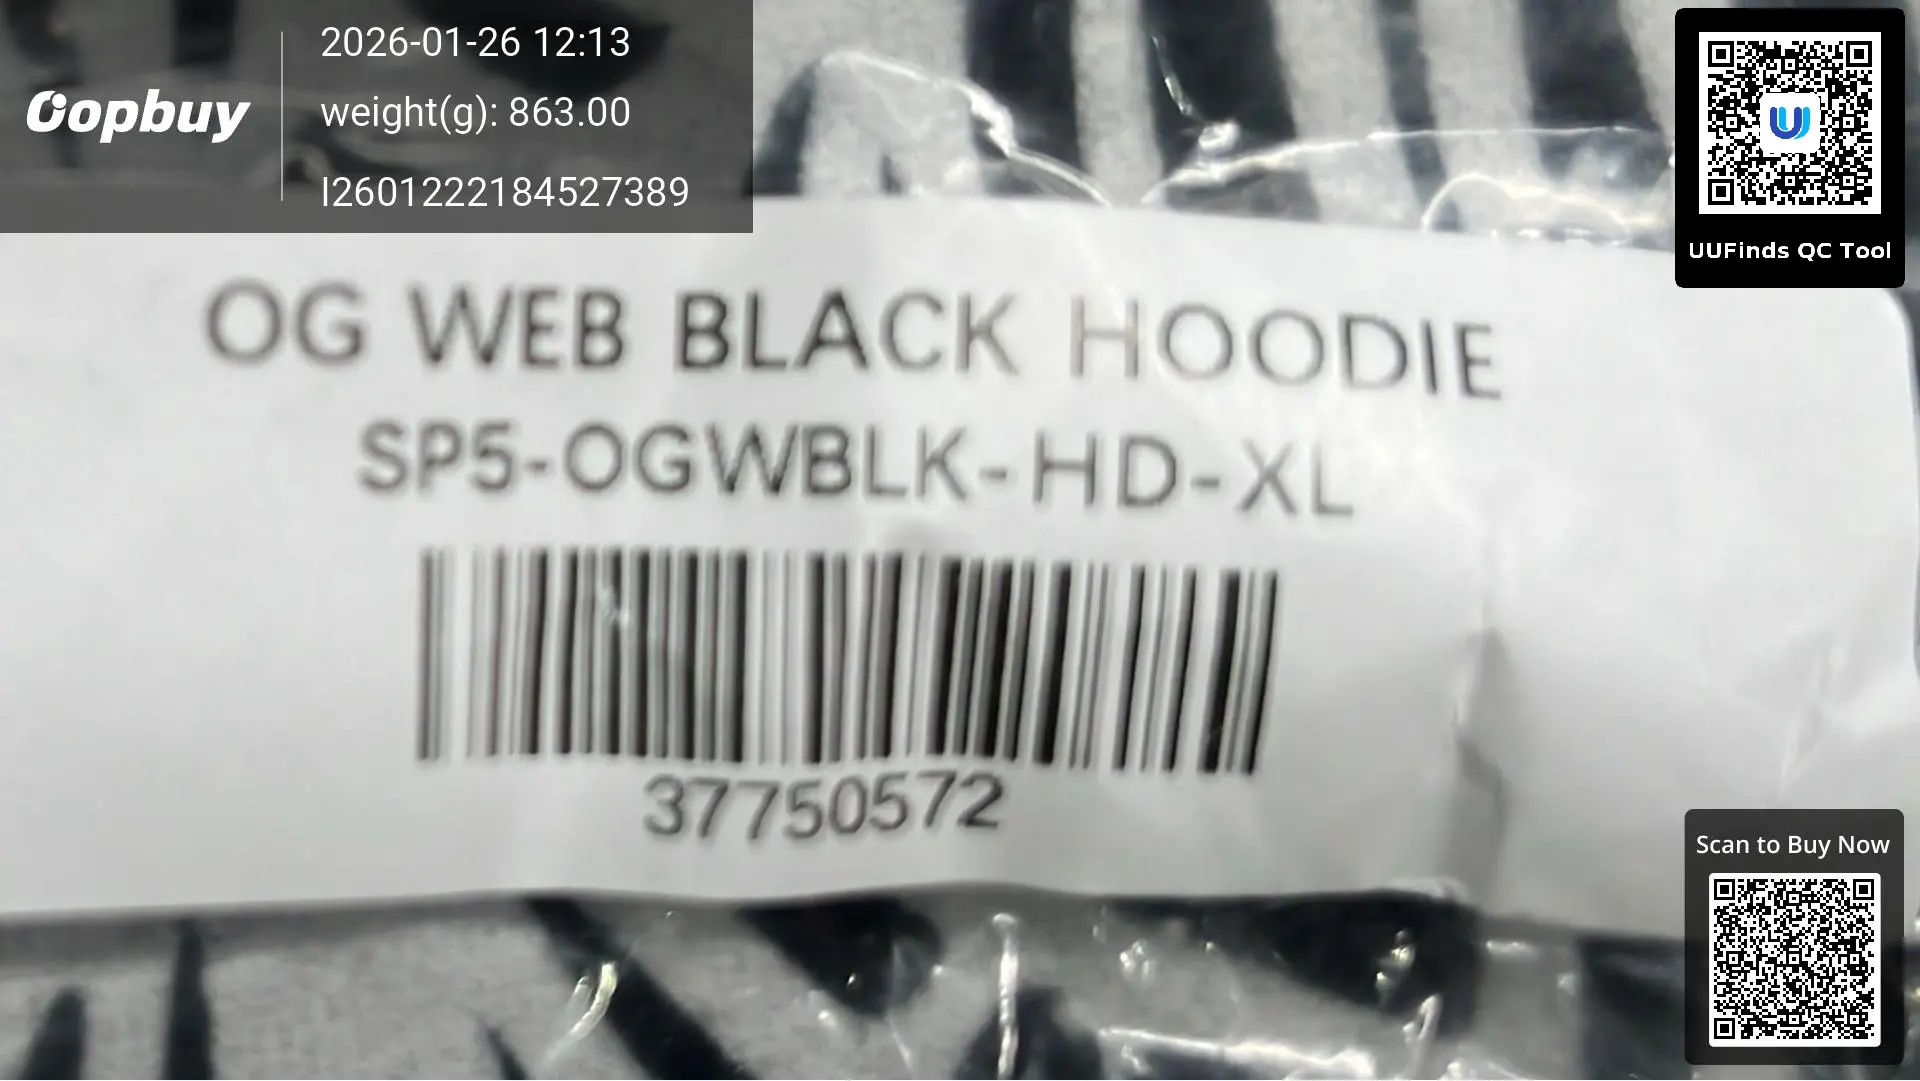 Oopbuy
2026-01-26 12:13
weight(g): 863.00
I2601222184527389
UUFinds QC Tool
OG WEB BLACK HOODIE
SP5-OGWBLK-HD-XL
37750572
Scan to Buy Now